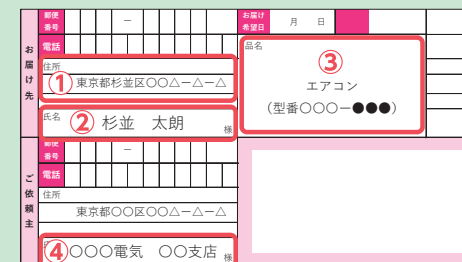 お届け先
郵便番号
－
電話
住所
①
東京都杉並区〇〇△－△－△
氏名
② 杉並　太朗
様
お届け希望日
月　日
品名
③
エアコン
(型番〇〇〇－●●●)
ご依頼主
郵便番号
－
電話
住所
東京都〇〇区〇〇△－△－△
④ 〇〇〇電気　〇〇支店
様